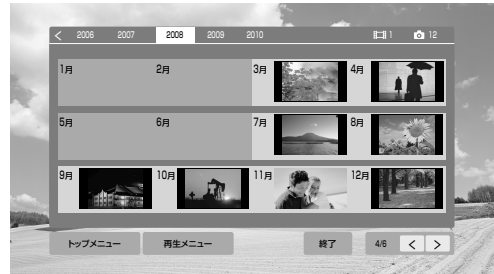 < 2006 2007 2008 2009 2010 1 12
1月 2月 3月 4月
5月 6月 7月 8月
9月 10月 11月 12月
トップメニュー 再生メニュー 終了 4/6 < >